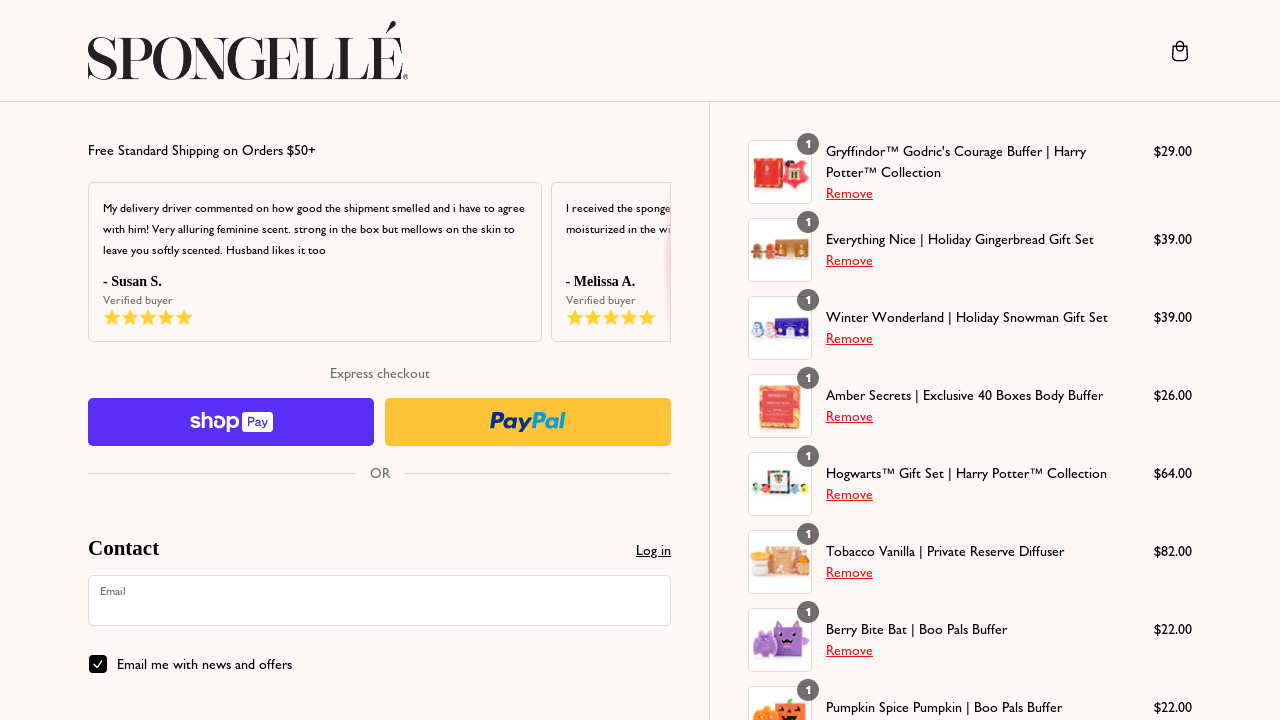 SPONGELLÉ
Free Standard Shipping on Orders $50+
My delivery driver commented on how good the shipment smelled and i have to agree
with him! Very alluring feminine scent. strong in the box but mellows on the skin to
leave you softly scented. Husband likes it too
- Susan S.
Verified buyer
I received the sponge
moisturized in the wi
- Melissa A.
Verified buyer
Express checkout
shop Pay
PayPal
OR
Contact
Log in
Email
Email me with news and offers
1
Gryffindor™ Godric's Courage Buffer | Harry
Potter™ Collection
Remove
$29.00
1
Everything Nice | Holiday Gingerbread Gift Set
Remove
$39.00
1
Winter Wonderland | Holiday Snowman Gift Set
Remove
$39.00
1
Amber Secrets | Exclusive 40 Boxes Body Buffer
Remove
$26.00
1
Hogwarts™ Gift Set | Harry Potter™ Collection
Remove
$64.00
1
Tobacco Vanilla | Private Reserve Diffuser
Remove
$82.00
1
Berry Bite Bat | Boo Pals Buffer
Remove
$22.00
1
Pumpkin Spice Pumpkin | Boo Pals Buffer
$22.00